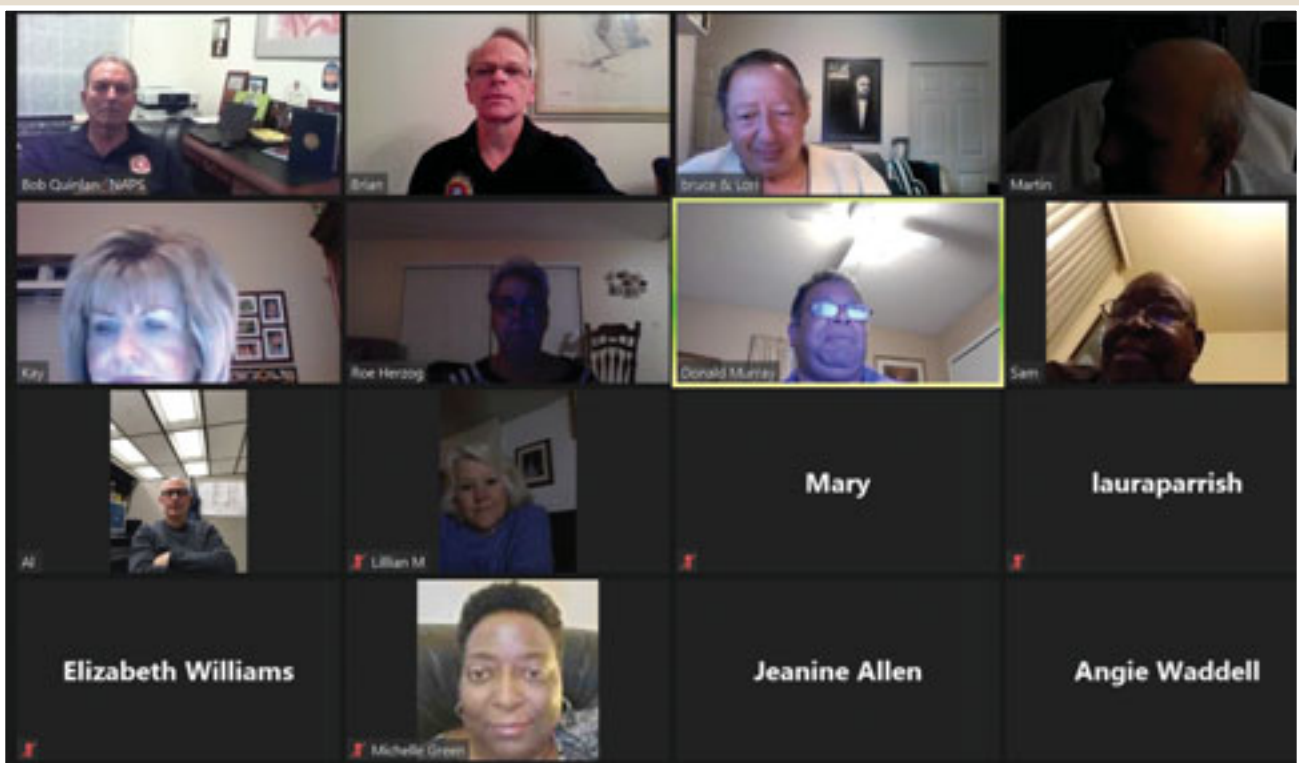 Bob Quinlan - NAPS
Brian
bruce & Lori
Martin
Kay
Roe Herzog
Donald Murray
Sam
Al
Lillian M
Mary
lauraparrish
Elizabeth Williams
Michelle Green
Jeanine Allen
Angie Waddell